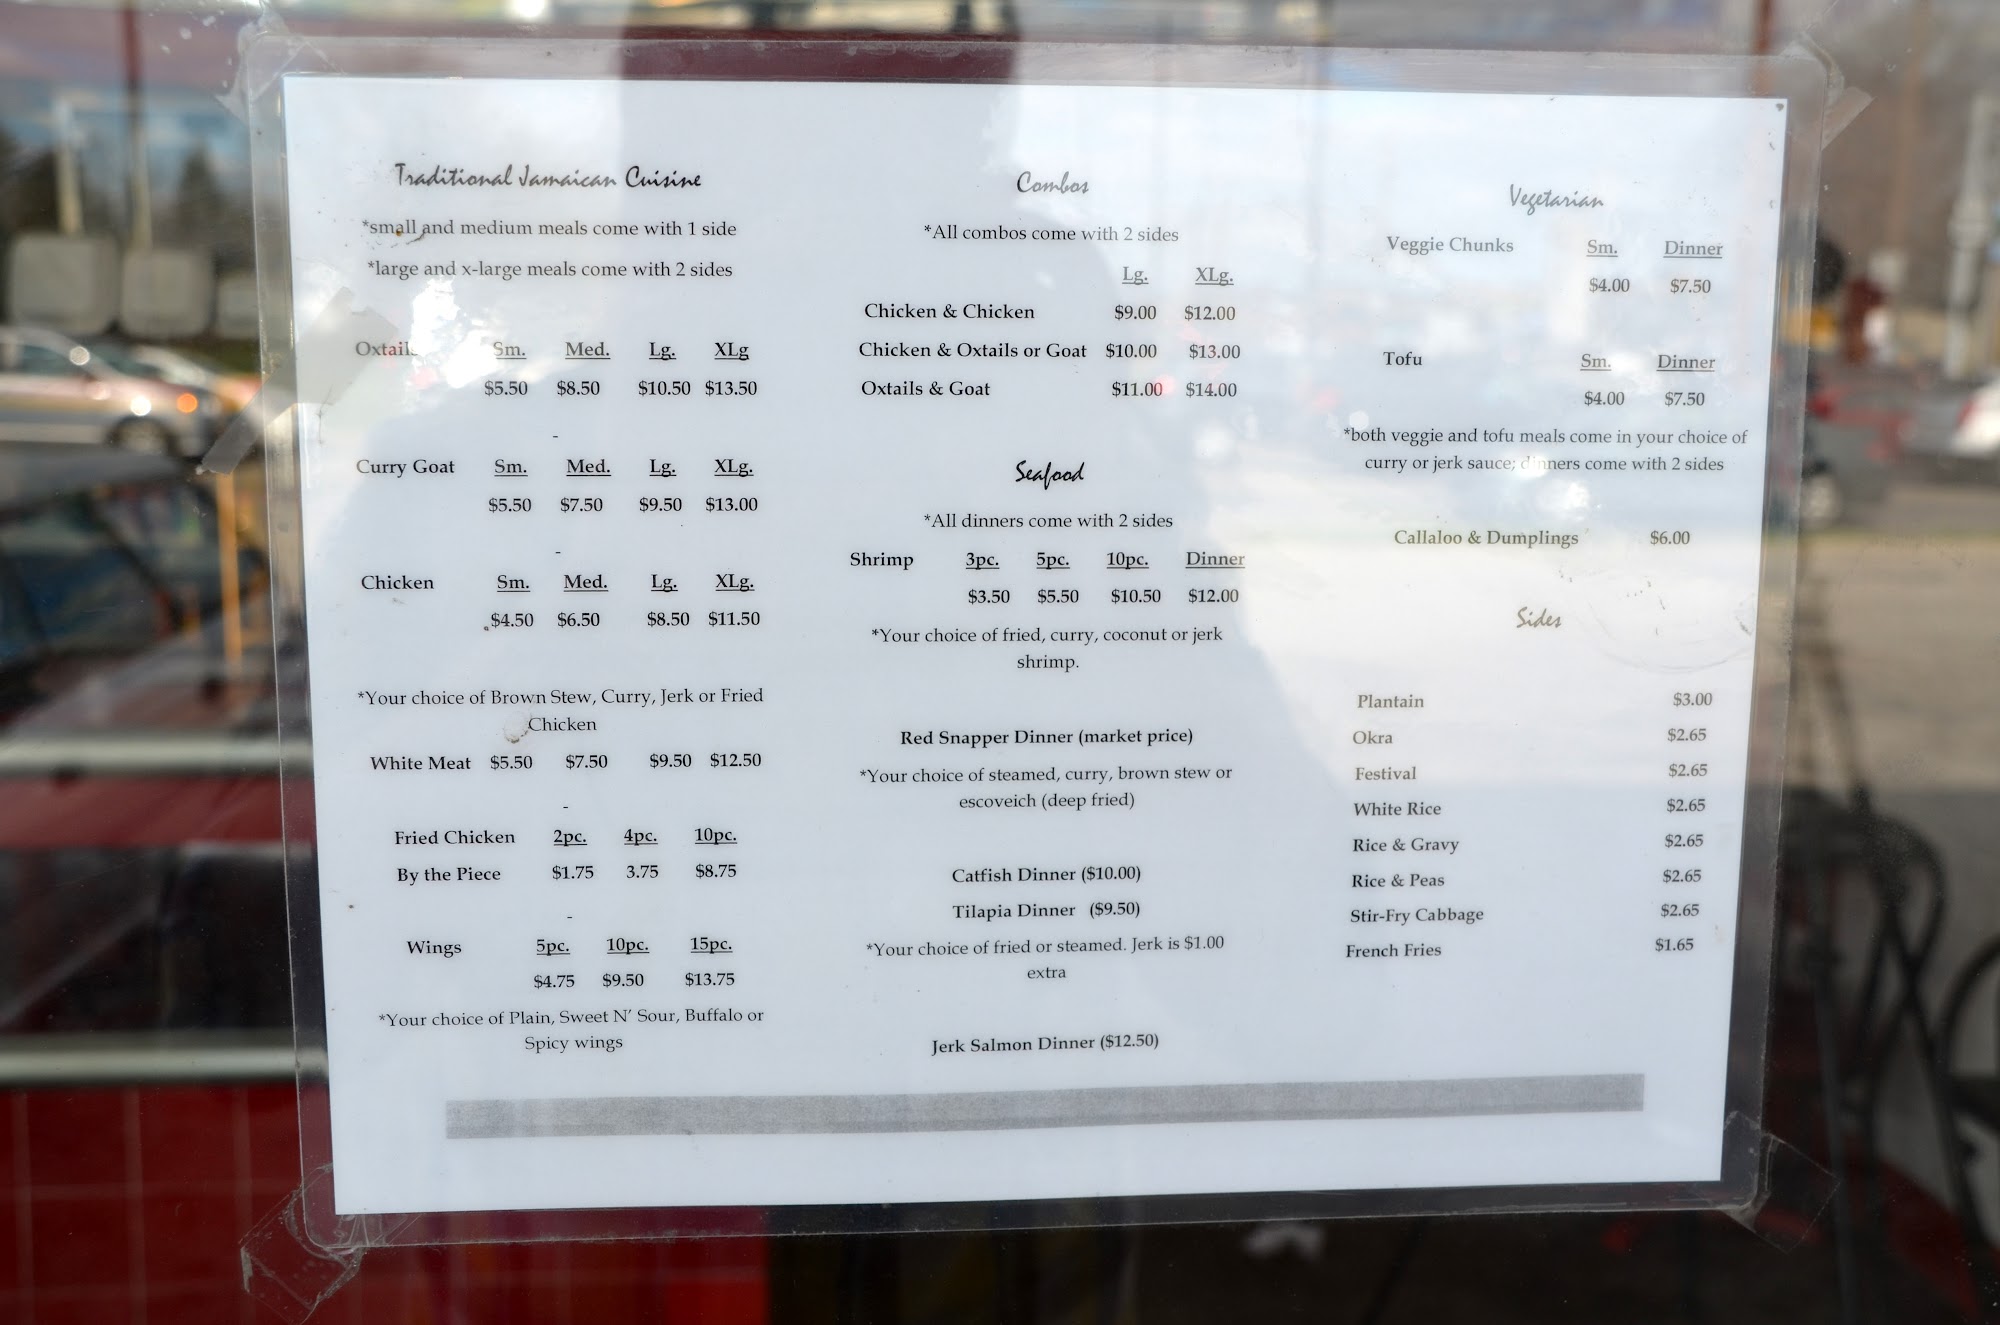 Traditional Jamaican Cuisine
*small and medium meals come with 1 side
*large and x-large meals come with 2 sides
Oxtails Sm. Med. Lg. XLg
$5.50 $8.50 $10.50 $13.50
-
Curry Goat Sm. Med. Lg. XLg.
$5.50 $7.50 $9.50 $13.00
-
Chicken Sm. Med. Lg. XLg.
$4.50 $6.50 $8.50 $11.50
*Your choice of Brown Stew, Curry, Jerk or Fried
Chicken
White Meat $5.50 $7.50 $9.50 $12.50
-
Fried Chicken 2pc. 4pc. 10pc.
By the Piece $1.75 3.75 $8.75
-
Wings 5pc. 10pc. 15pc.
$4.75 $9.50 $13.75
*Your choice of Plain, Sweet N' Sour, Buffalo or
Spicy wings
Combos
*All combos come with 2 sides
Lg. XLg.
Chicken & Chicken $9.00 $12.00
Chicken & Oxtails or Goat $10.00 $13.00
Oxtails & Goat $11.00 $14.00
Seafood
*All dinners come with 2 sides
Shrimp 3pc. 5pc. 10pc. Dinner
$3.50 $5.50 $10.50 $12.00
*Your choice of fried, curry, coconut or jerk
shrimp.
Red Snapper Dinner (market price)
*Your choice of steamed, curry, brown stew or
escoveich (deep fried)
Catfish Dinner ($10.00)
Tilapia Dinner ($9.50)
*Your choice of fried or steamed. Jerk is $1.00
extra
Jerk Salmon Dinner ($12.50)
Vegetarian
Veggie Chunks Sm. Dinner
$4.00 $7.50
Tofu Sm. Dinner
$4.00 $7.50
*both veggie and tofu meals come in your choice of
curry or jerk sauce; dinners come with 2 sides
Callaloo & Dumplings $6.00
Sides
Plantain $3.00
Okra $2.65
Festival $2.65
White Rice $2.65
Rice & Gravy $2.65
Rice & Peas $2.65
Stir-Fry Cabbage $2.65
French Fries $1.65